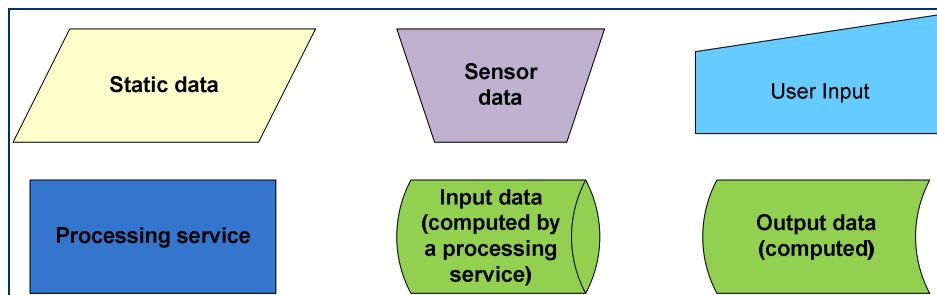 Static data
Sensor
data
User Input
Processing service
Input data
(computed by
a processing
service)
Output data
(computed)